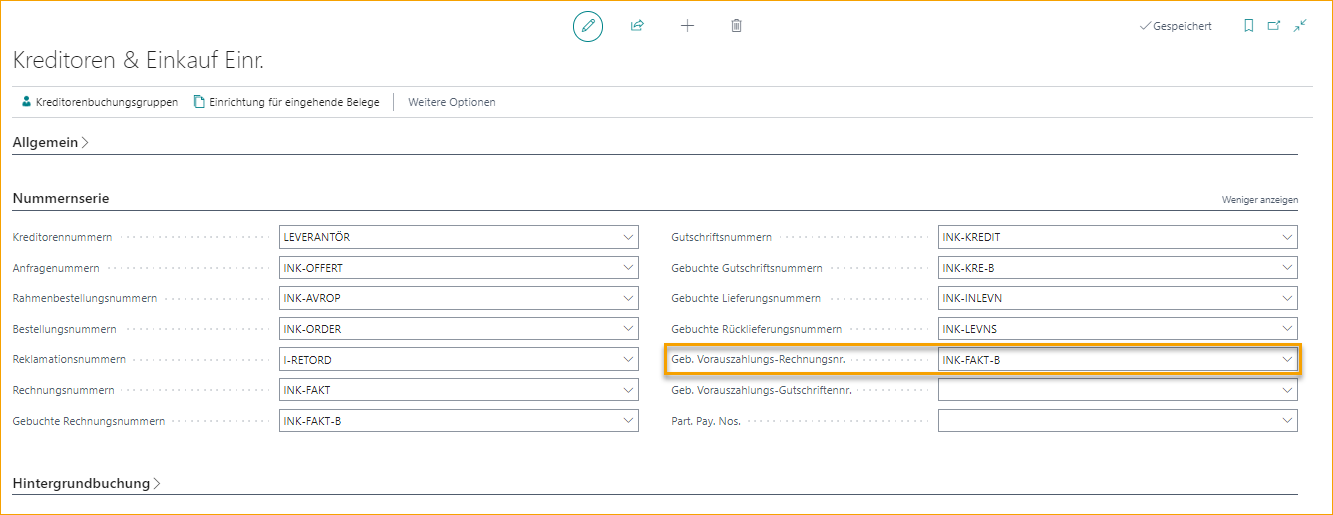 Gespeichert
Kreditoren & Einkauf Einr.
Kreditorenbuchungsgruppen Einrichtung für eingehende Belege Weitere Optionen
Allgemein
Nummernserie
Weniger anzeigen
Kreditorennummern LEVERANTÖR
Anfragenummern INK-OFFERT
Rahmenbestellungsnummern INK-AVROP
Bestellungsnummern INK-ORDER
Reklamationsnummern I-RETORD
Rechnungsnummern INK-FAKT
Gebuchte Rechnungsnummern INK-FAKT-B
Gutschriftsnummern INK-KREDIT
Gebuchte Gutschriftsnummern INK-KRE-B
Gebuchte Lieferungsnummern INK-INLEVN
Gebuchte Rücklieferungsnummern INK-LEVNS
Geb. Vorauszahlungs-Rechnungsnr. INK-FAKT-B
Geb. Vorauszahlungs-Gutschriftennr.
Part. Pay. Nos.
Hintergrundbuchung